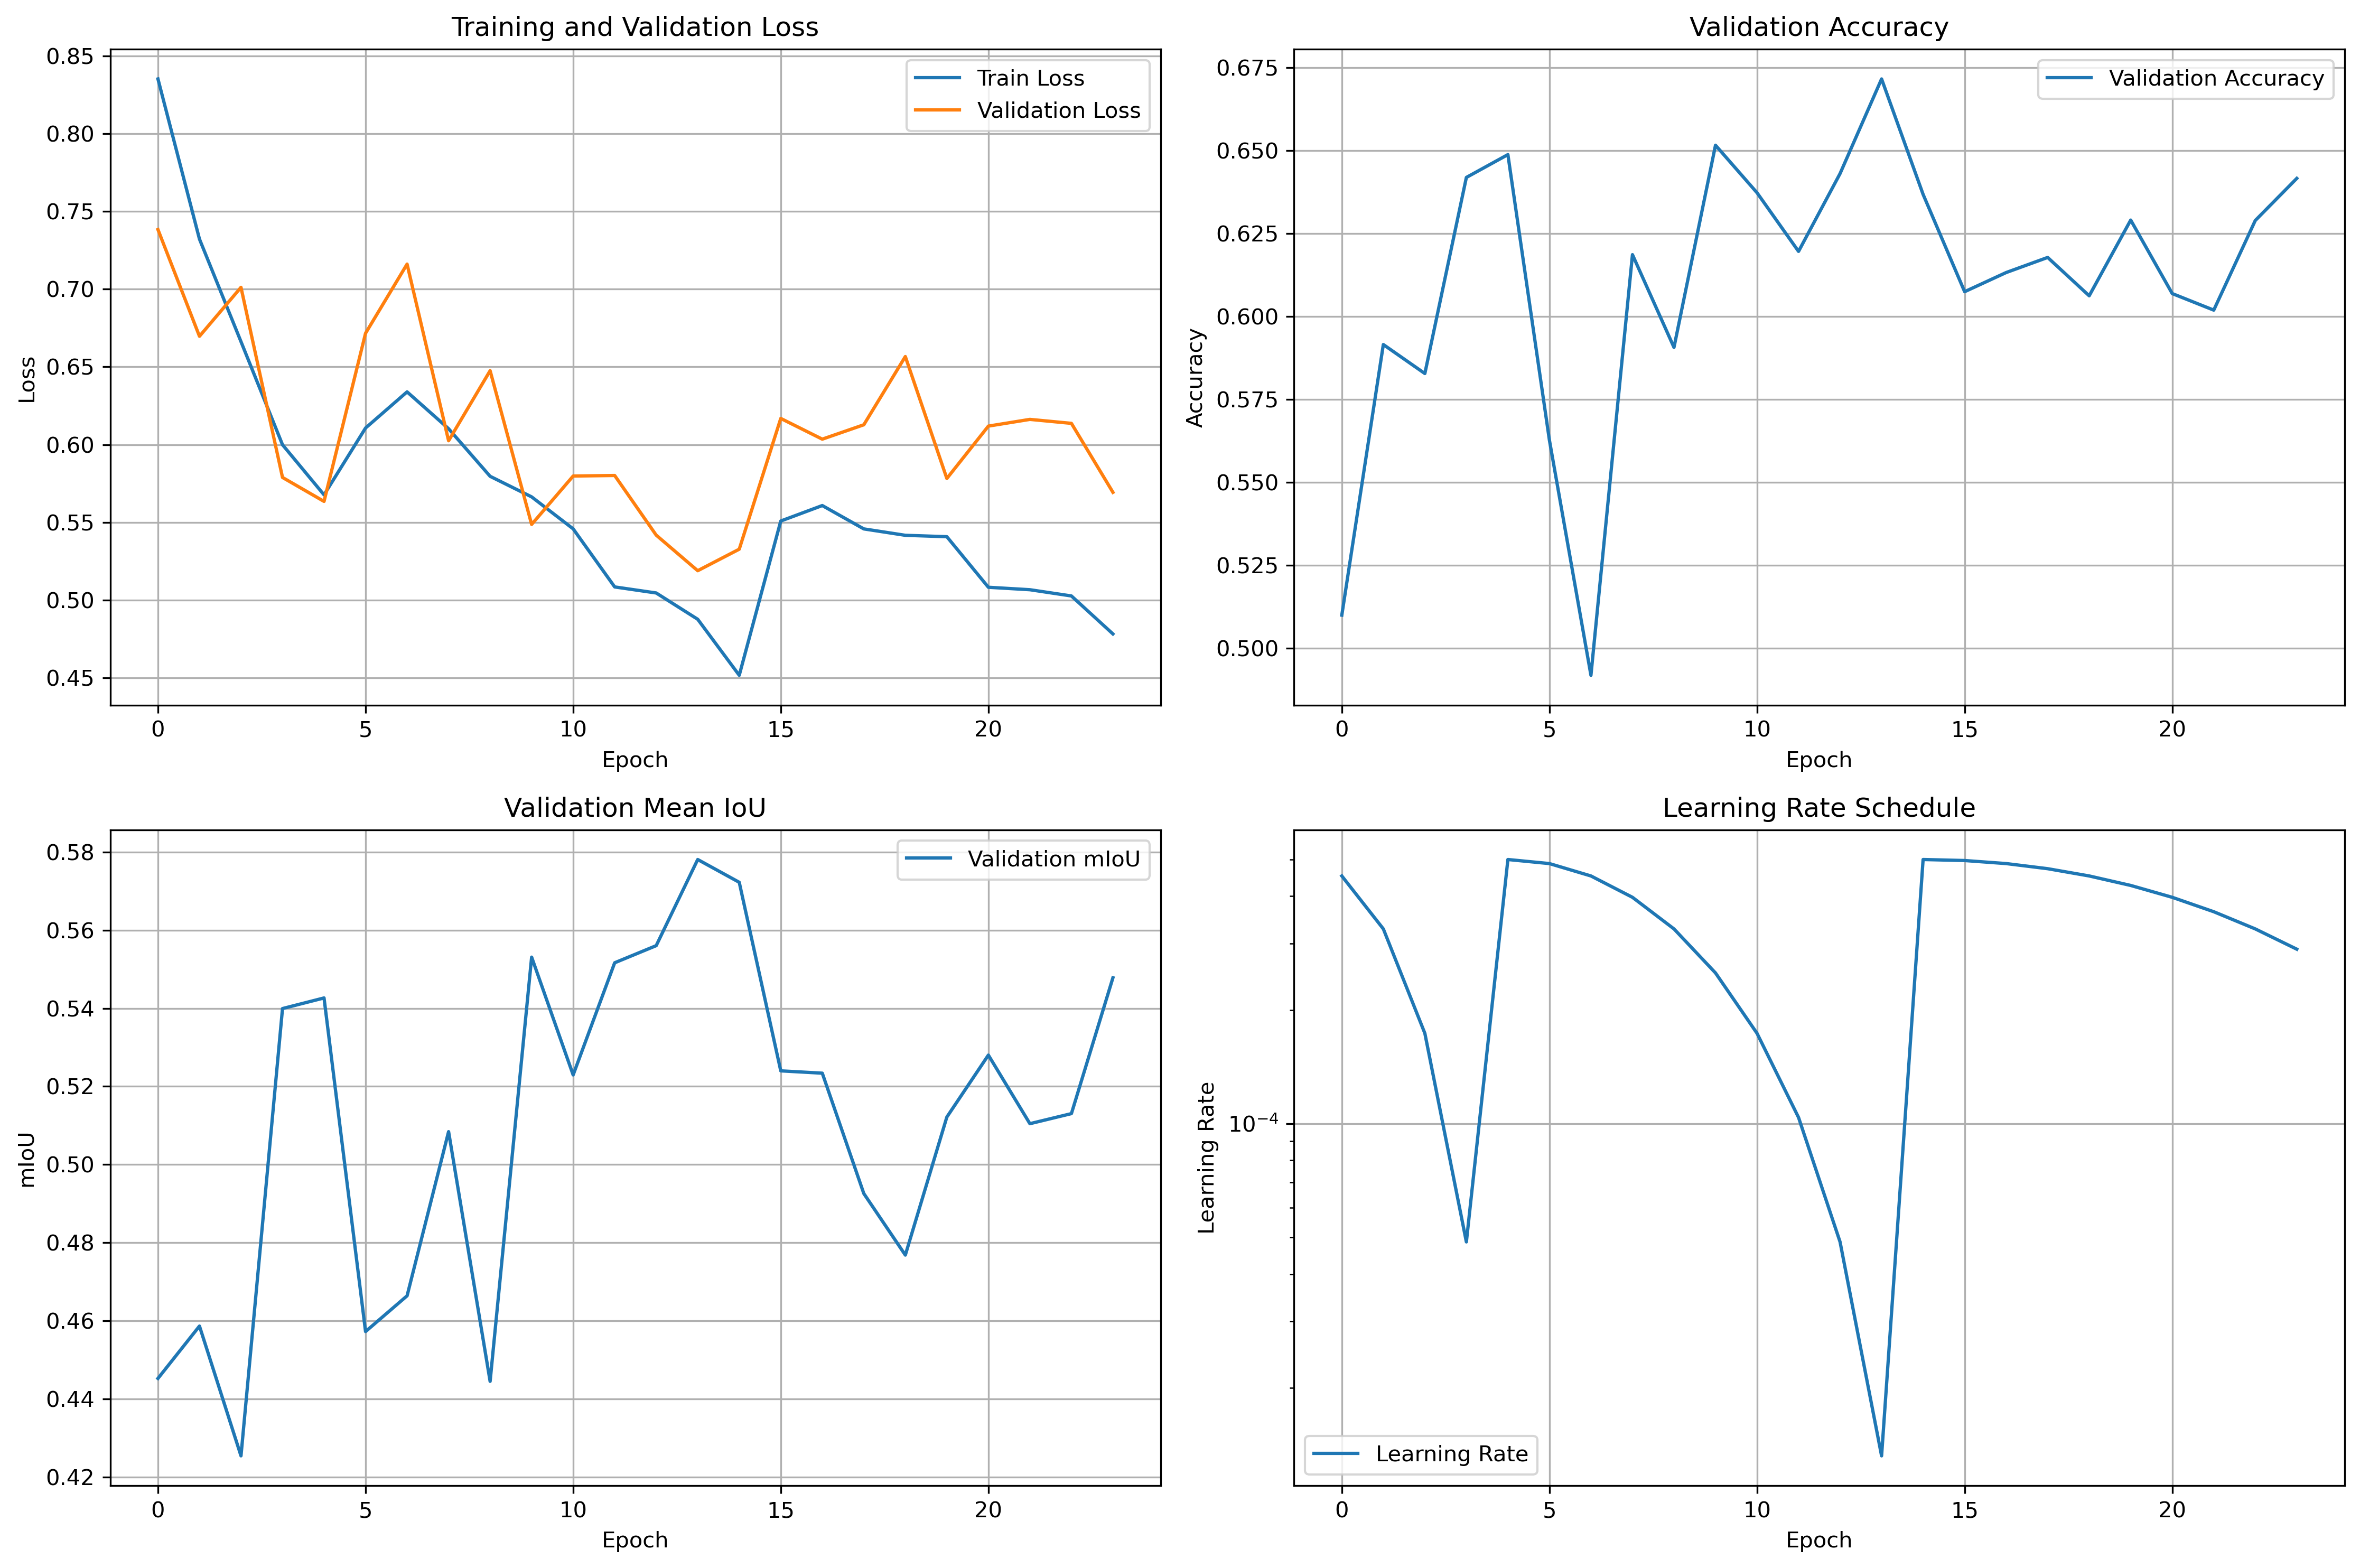 Training and Validation Loss
0.85
0.80
0.75
0.70
0.65
0.60
0.55
0.50
0.45
Loss
0 5 10 15 20
Epoch
Train Loss
Validation Loss
Validation Accuracy
0.675
0.650
0.625
0.600
0.575
0.550
0.525
0.500
Accuracy
0 5 10 15 20
Epoch
Validation Accuracy
Validation Mean IoU
0.58
0.56
0.54
0.52
0.50
0.48
0.46
0.44
0.42
mIoU
0 5 10 15 20
Epoch
Validation mIoU
Learning Rate Schedule
10⁻⁴
Learning Rate
0 5 10 15 20
Epoch
Learning Rate